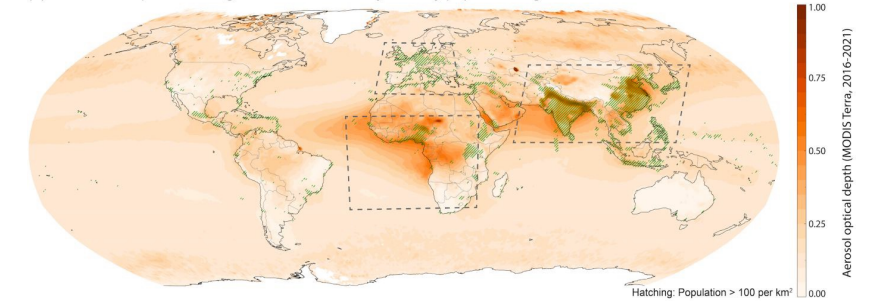 1.00
0.75
0.50
0.25
0.00
Aerosol optical depth (MODIS Terra, 2016-2021)
Hatching: Population > 100 per km²